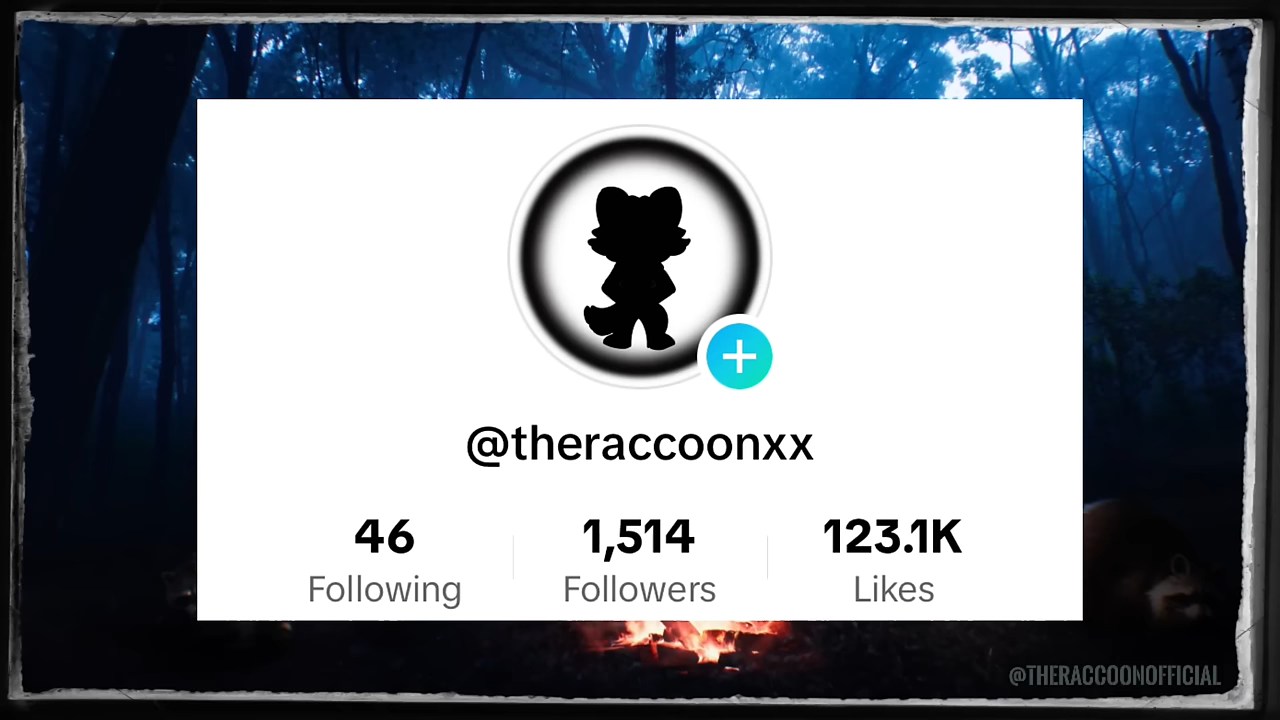 @theraccoonxx
46
1,514
123.1K
Following
Followers
Likes
@THERACCOONOFFICIAL